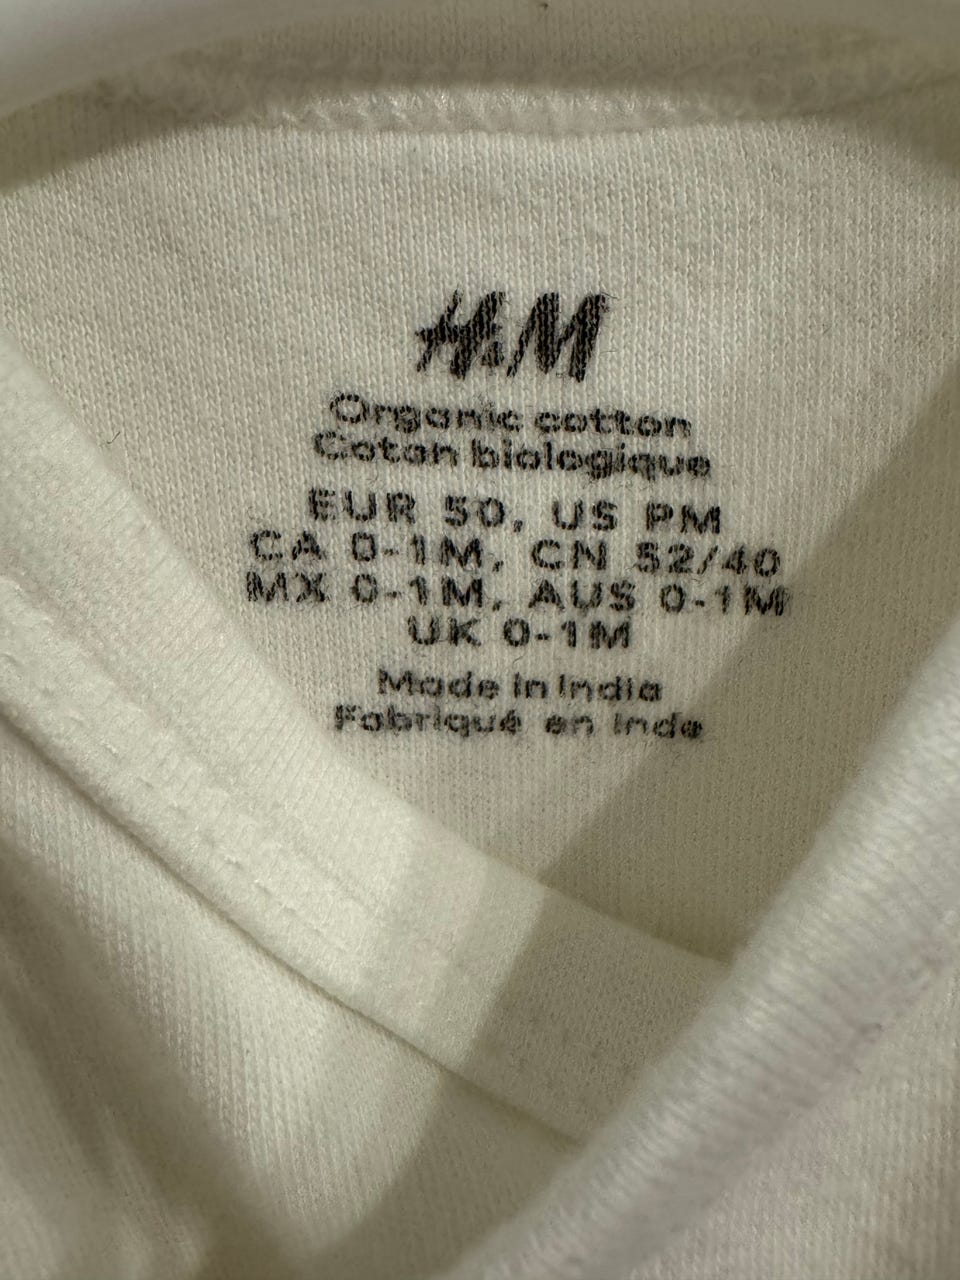 H&M
Organic cotton
Coton biologique
EUR 50, US PM
CA 0-1M, CN 52/40
MX 0-1M, AUS 0-1M
UK 0-1M
Made in India
Fabriqué en Inde